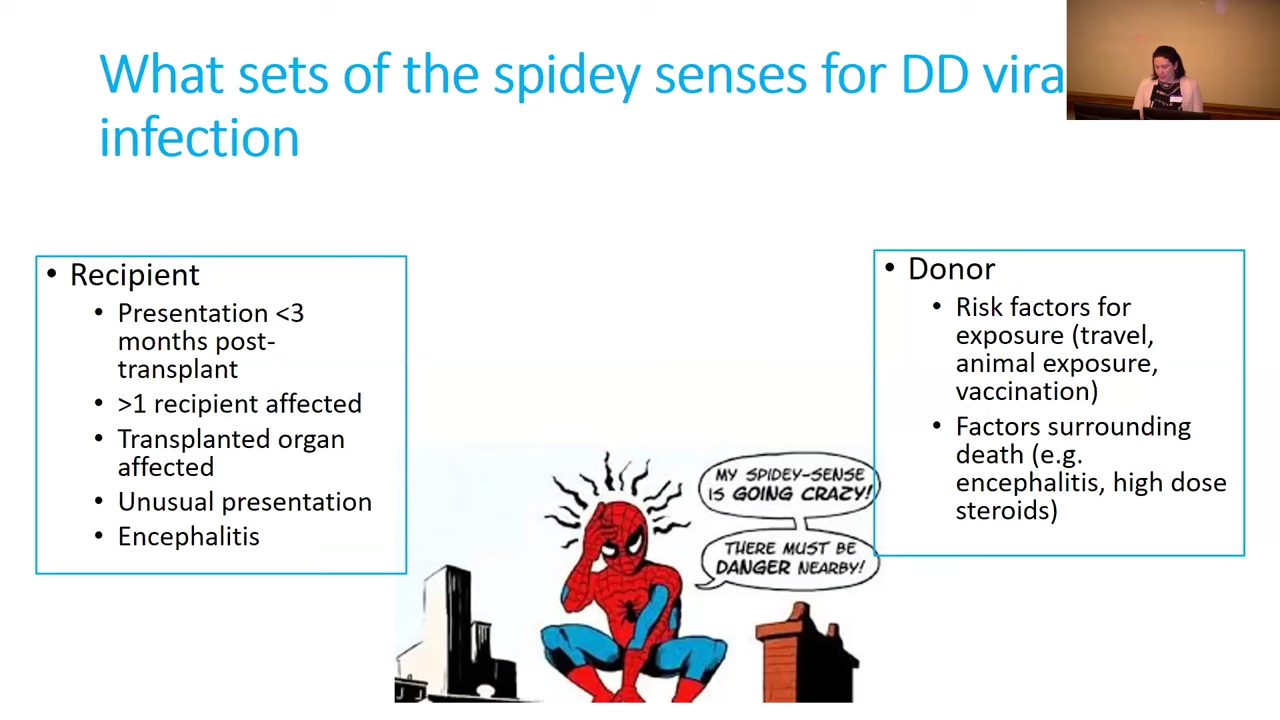 What sets of the spidey senses for DD vira
infection
• Recipient
• Presentation <3
months post-
transplant
• >1 recipient affected
• Transplanted organ
affected
• Unusual presentation
• Encephalitis
• Donor
• Risk factors for
exposure (travel,
animal exposure,
vaccination)
• Factors surrounding
death (e.g.
encephalitis, high dose
steroids)
MY SPIDEY-SENSE
IS GOING CRAZY!
THERE MUST BE
DANGER NEARBY!